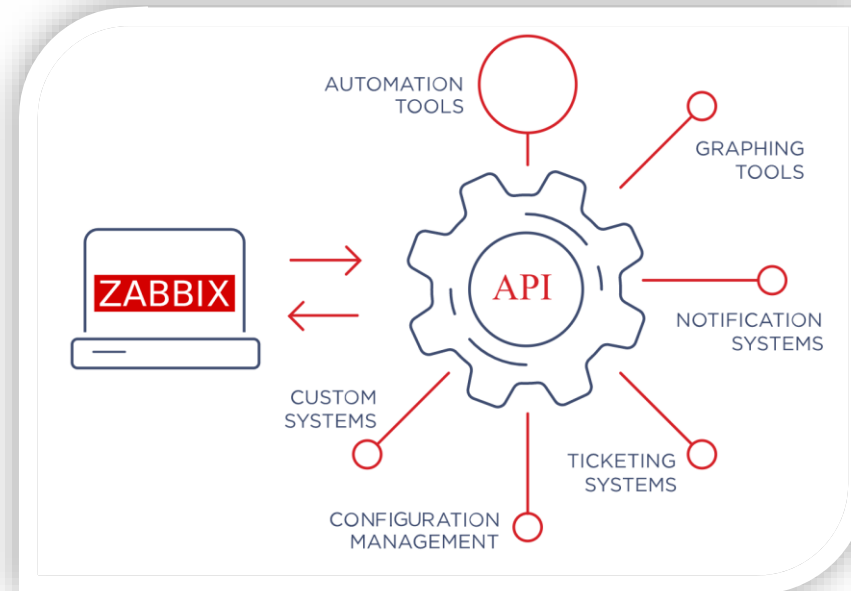 AUTOMATION
TOOLS
GRAPHING
TOOLS
ZABBIX
API
NOTIFICATION
SYSTEMS
CUSTOM
SYSTEMS
TICKETING
SYSTEMS
CONFIGURATION
MANAGEMENT